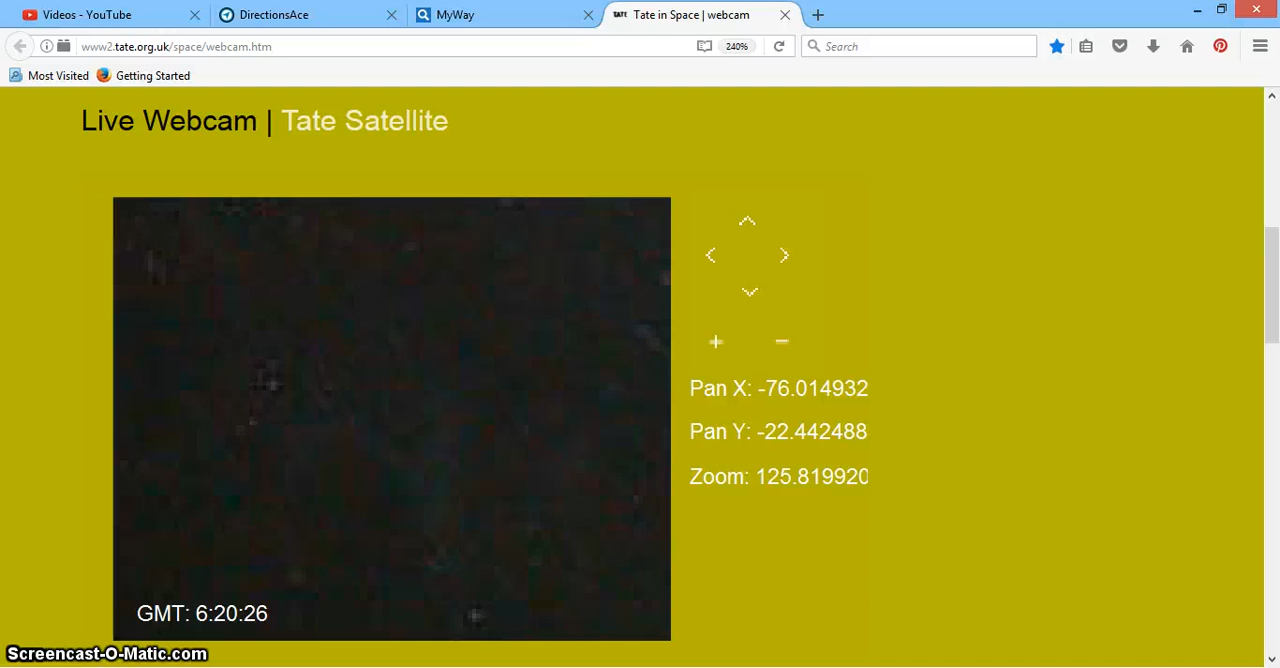 Videos - YouTube
DirectionsAce
MyWay
TATE Tate in Space | webcam
www2.tate.org.uk/space/webcam.htm
240%
Search
Most Visited
Getting Started
Live Webcam | Tate Satellite
Pan X: -76.014932
Pan Y: -22.442488
Zoom: 125.819920
GMT: 6:20:26
Screencast-O-Matic.com